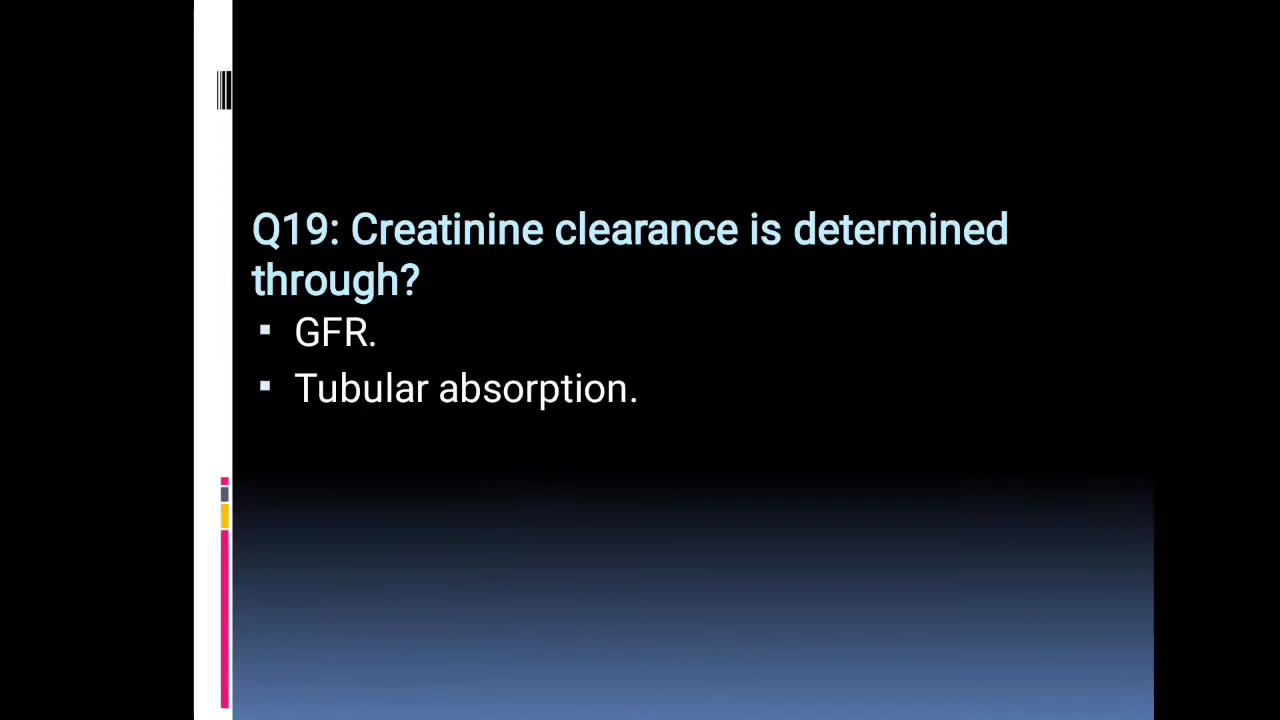 Q19: Creatinine clearance is determined
through?
▪ GFR.
▪ Tubular absorption.